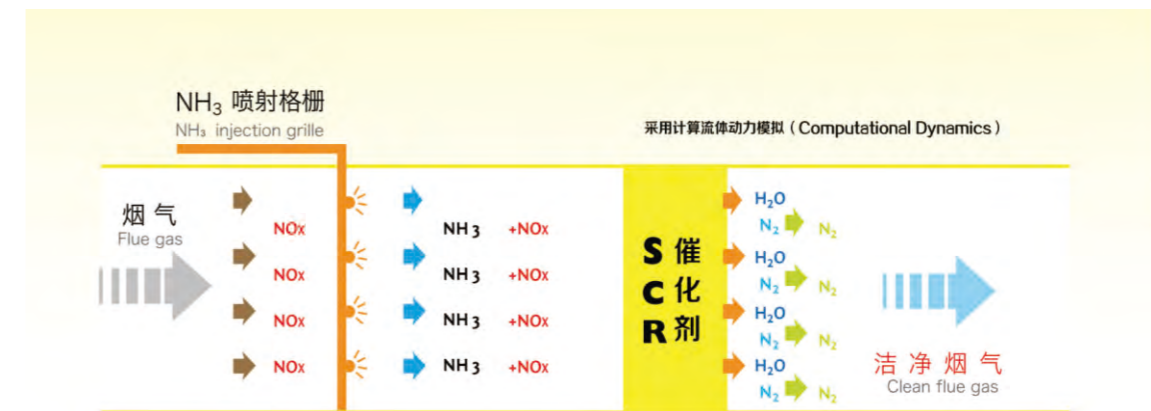 NH₃ 喷射格栅
NH₃ injection grille
采用计算流体动力模拟（Computational Dynamics）
烟 气
Flue gas
NOx
NOx
NOx
NOx
NH 3 +NOx
NH 3 +NOx
NH 3 +NOx
NH 3 +NOx
S 催
C 化
R 剂
H₂O
N₂ N₂
H₂O
N₂ N₂
H₂O
N₂ N₂
H₂O
N₂ N₂
洁 净 烟 气
Clean flue gas